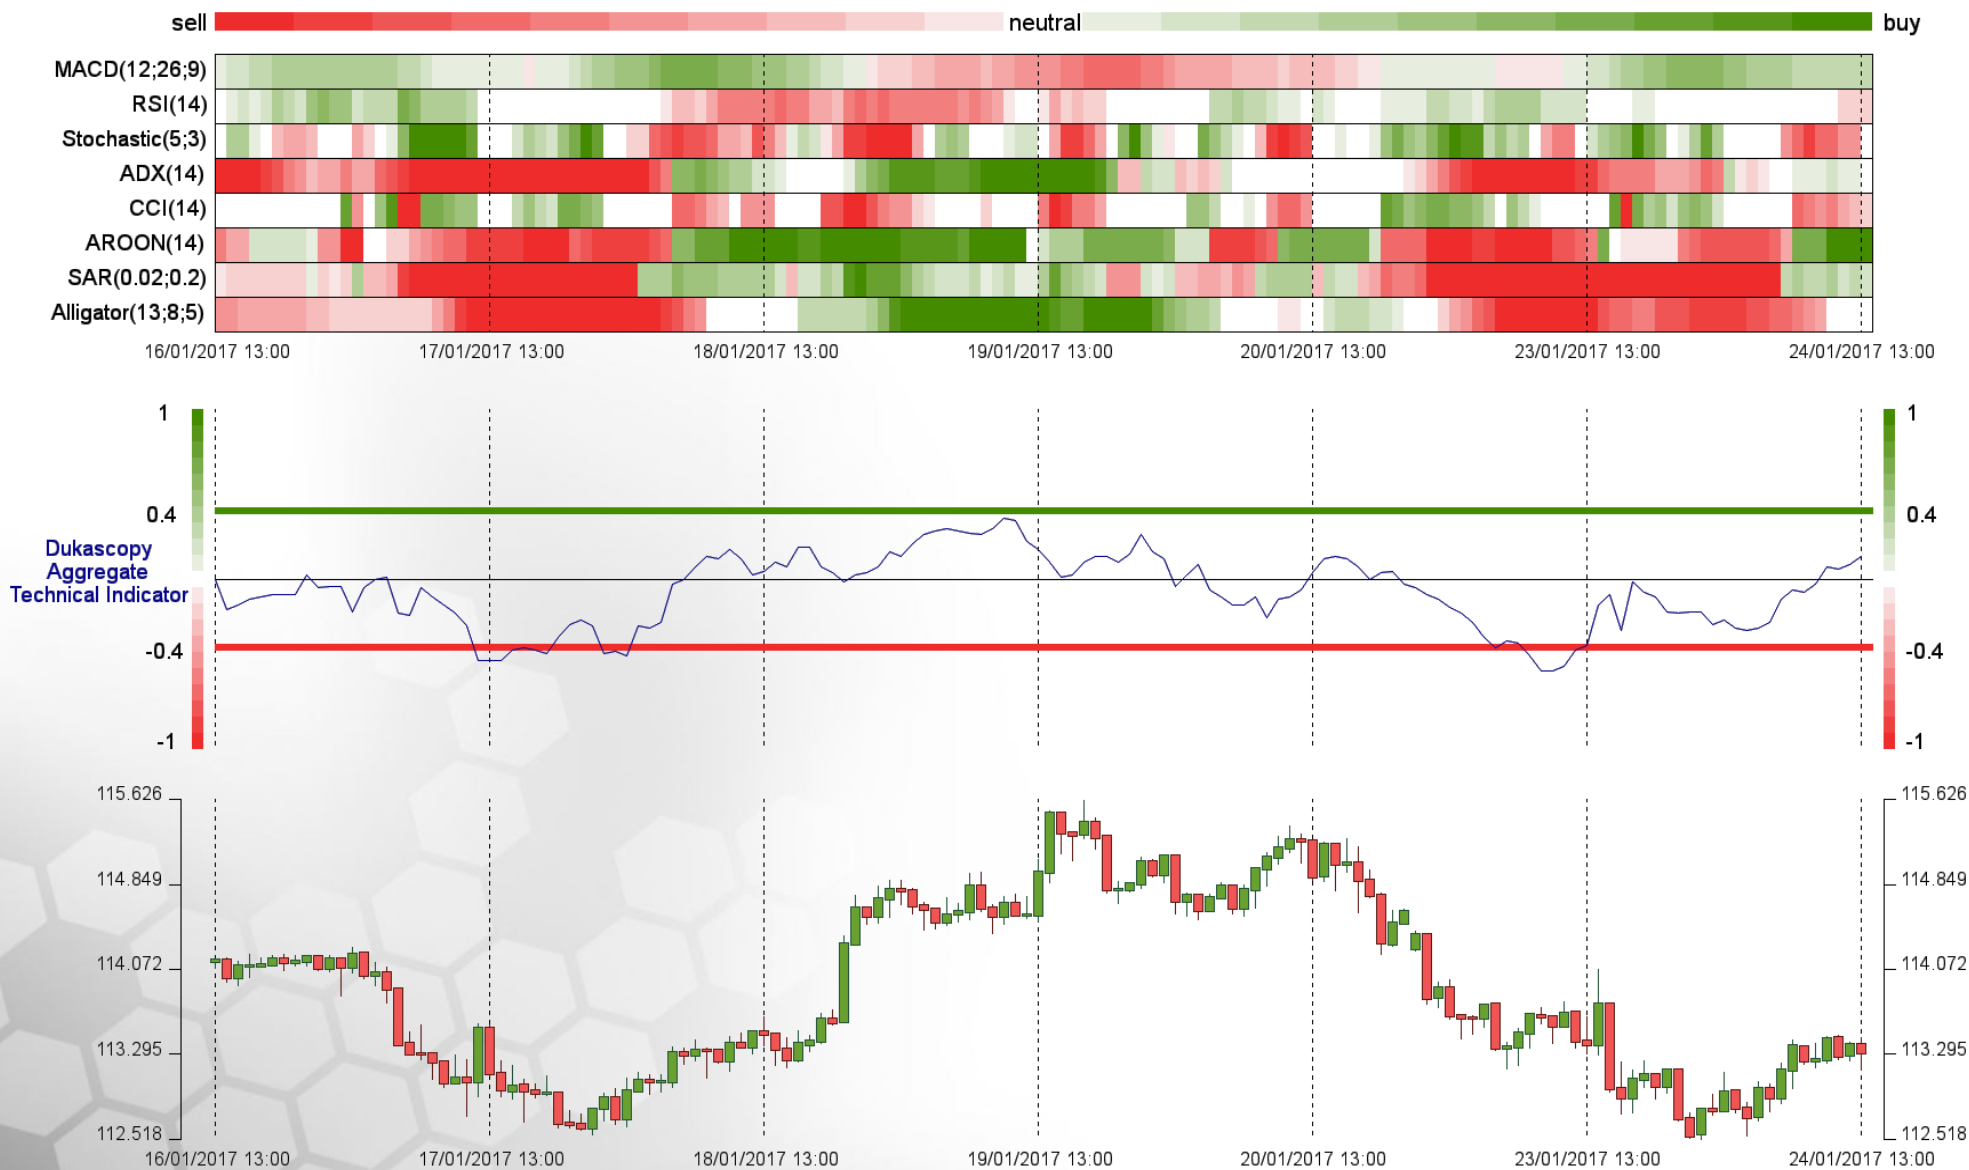 sell neutral buy
MACD(12;26;9)
RSI(14)
Stochastic(5;3)
ADX(14)
CCI(14)
AROON(14)
SAR(0.02;0.2)
Alligator(13;8;5)
16/01/2017 13:00 17/01/2017 13:00 18/01/2017 13:00 19/01/2017 13:00 20/01/2017 13:00 23/01/2017 13:00 24/01/2017 13:00
1 1
0.4 0.4
Dukascopy
Aggregate
Technical Indicator
-0.4 -0.4
-1 -1
115.626 115.626
114.849 114.849
114.072 114.072
113.295 113.295
112.518 112.518
16/01/2017 13:00 17/01/2017 13:00 18/01/2017 13:00 19/01/2017 13:00 20/01/2017 13:00 23/01/2017 13:00 24/01/2017 13:00